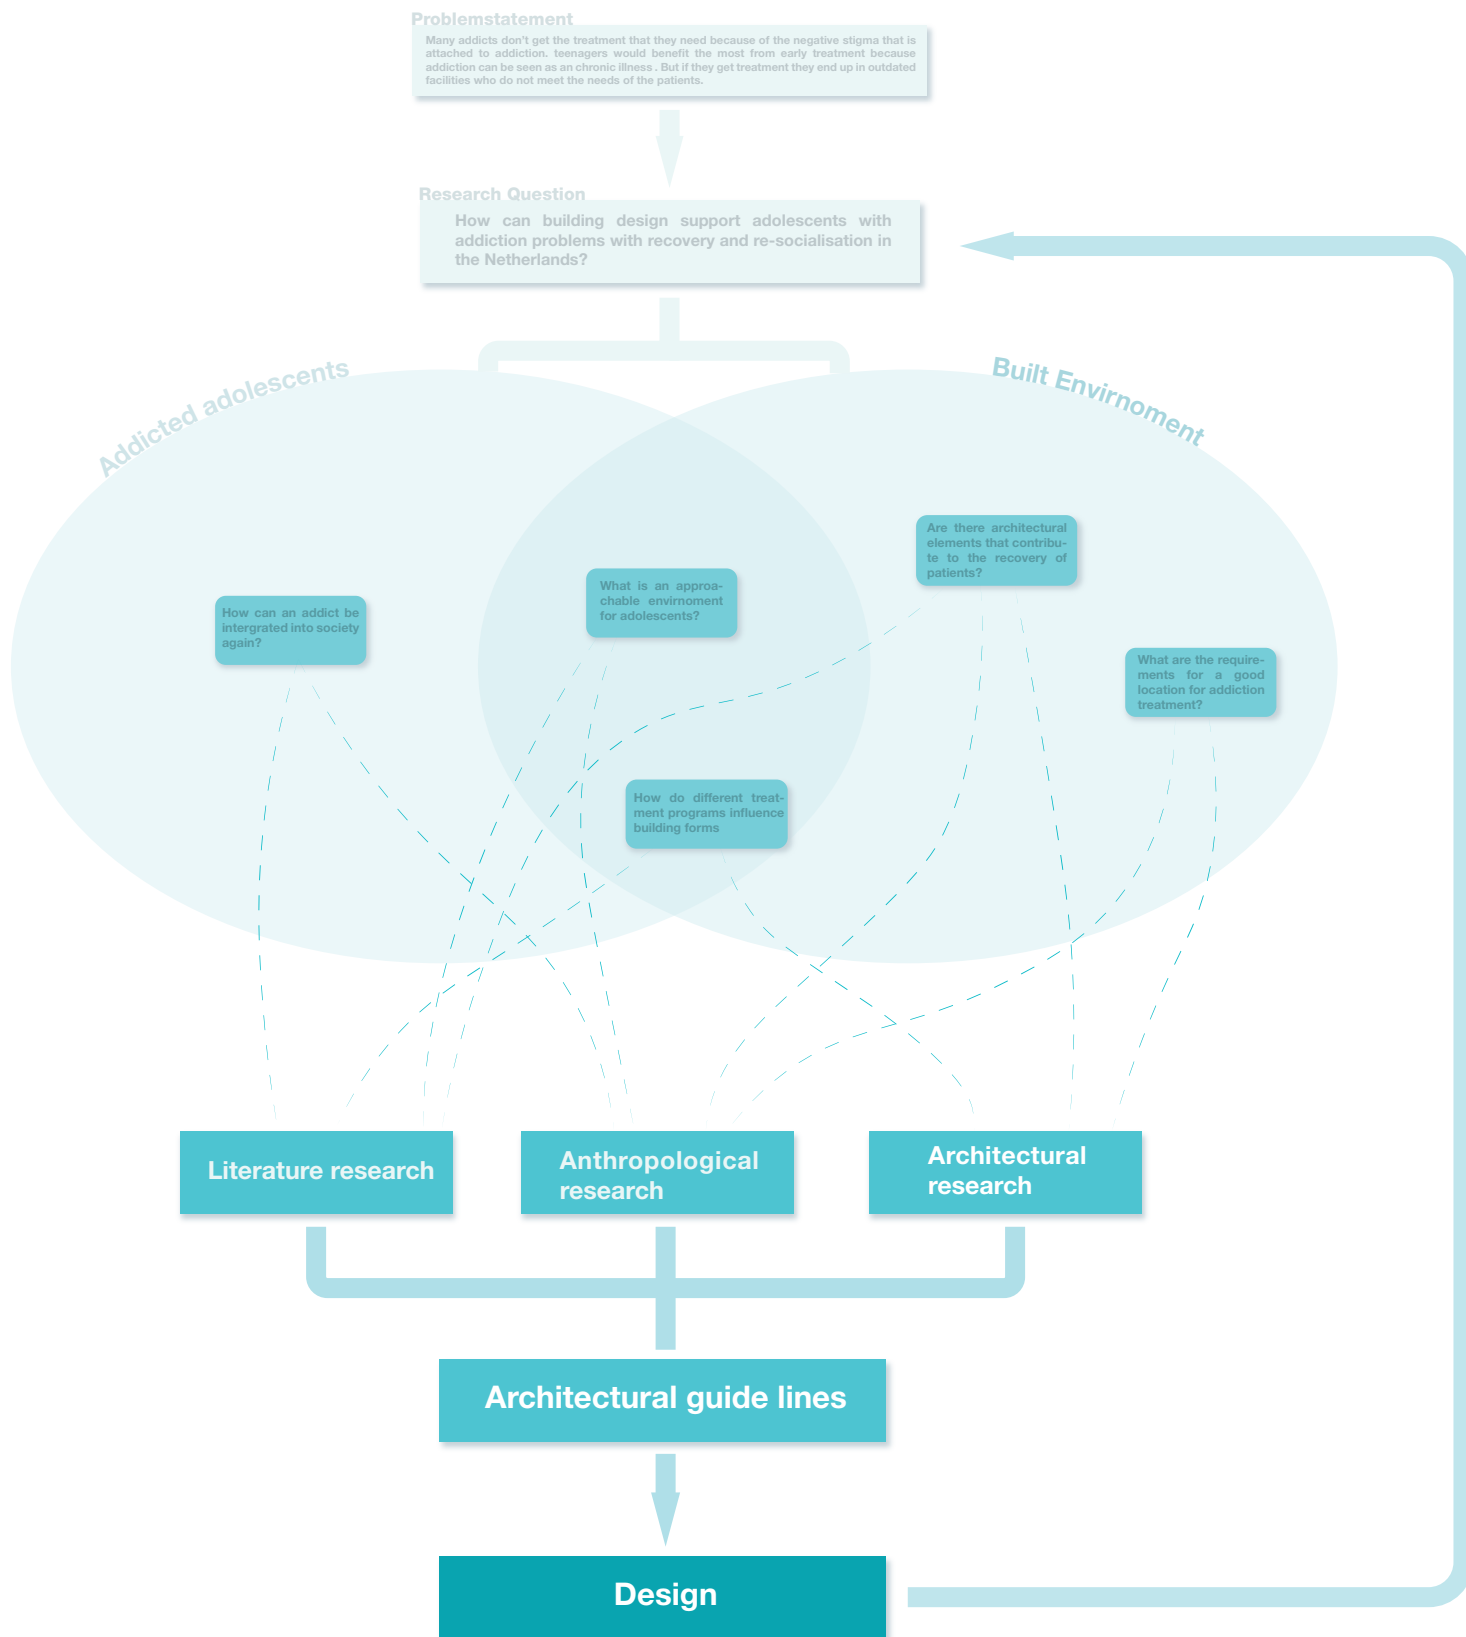 Problemstatement
Many addicts don't get the treatment that they need because of the negative stigma that is
attached to addiction. teenagers would benefit the most from early treatment because
addiction can be seen as an chronic illness . But if they get treatment they end up in outdated
facilities who do not meet the needs of the patients.
Research Question
How can building design support adolescents with
addiction problems with recovery and re-socialisation in
the Netherlands?
Addicted adolescents
Built Envirnoment
Are there architectural
elements that contribu-
te to the recovery of
patients?
What is an approa-
chable envirnoment
for adolescents?
How can an addict be
intergrated into society
again?
What are the require-
ments for a good
location for addiction
treatment?
How do different treat-
ment programs influence
building forms
Literature research
Anthropological
research
Architectural
research
Architectural guide lines
Design